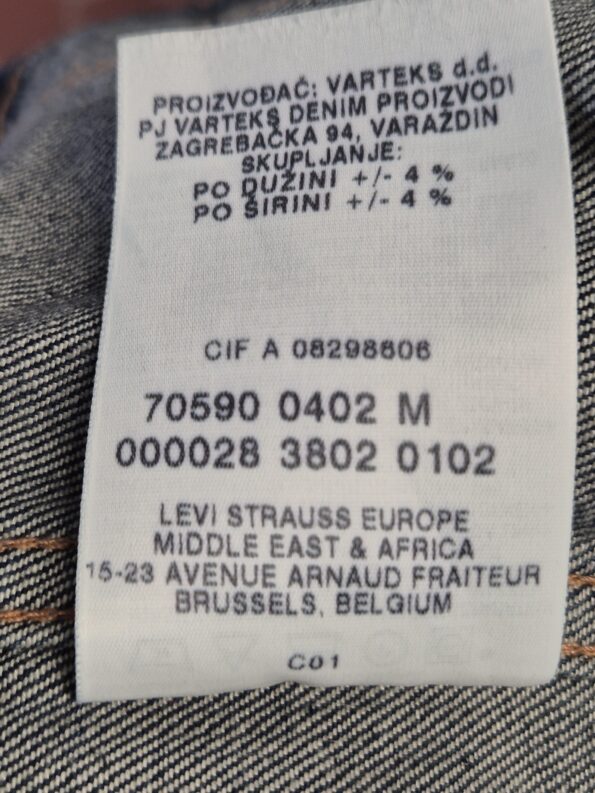 PROIZVOĐAČ: VARTEKS d.d.
PJ VARTEKS DENIM PROIZVODI
ZAGREBAČKA 94, VARAŽDIN
SKUPLJANJE:
PO DUŽINI +/- 4 %
PO ŠIRINI +/- 4 %
CIF A 08298606
70590 0402 M
000028 3802 0102
LEVI STRAUSS EUROPE
MIDDLE EAST & AFRICA
15-23 AVENUE ARNAUD FRAITEUR
BRUSSELS, BELGIUM
C01